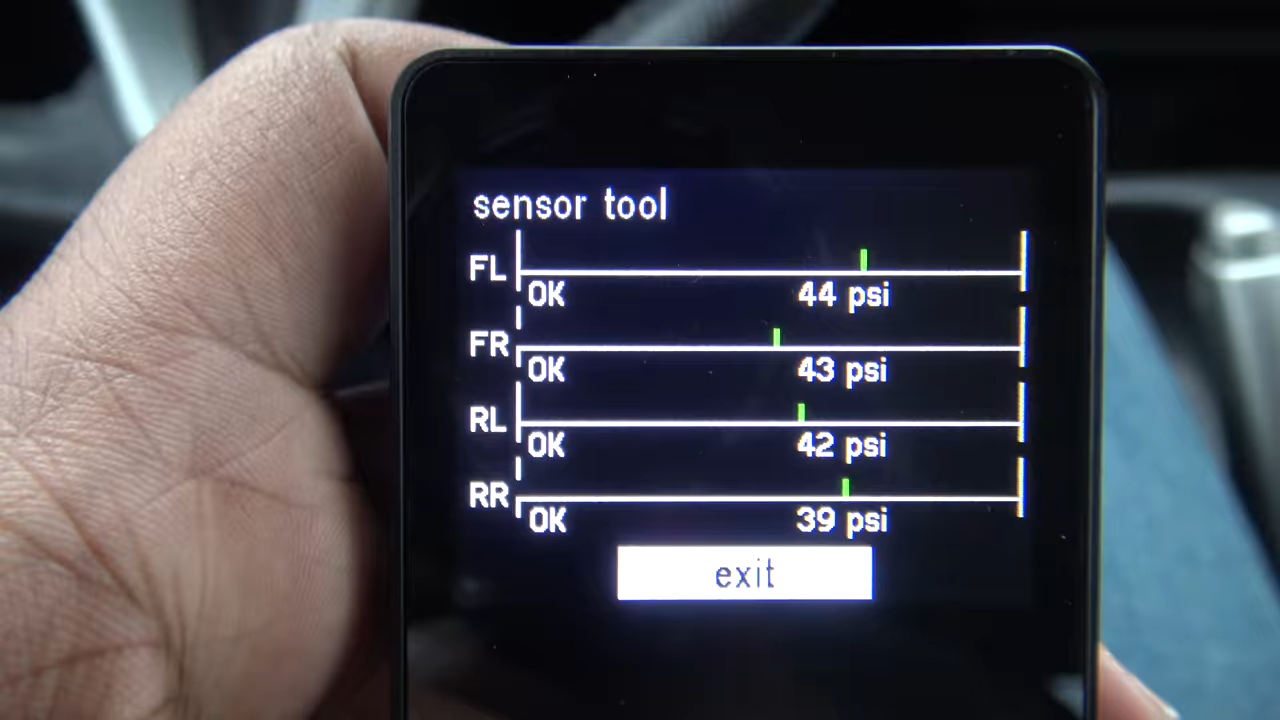 sensor tool
FL
OK 44 psi
FR
OK 43 psi
RL
OK 42 psi
RR
OK 39 psi
exit